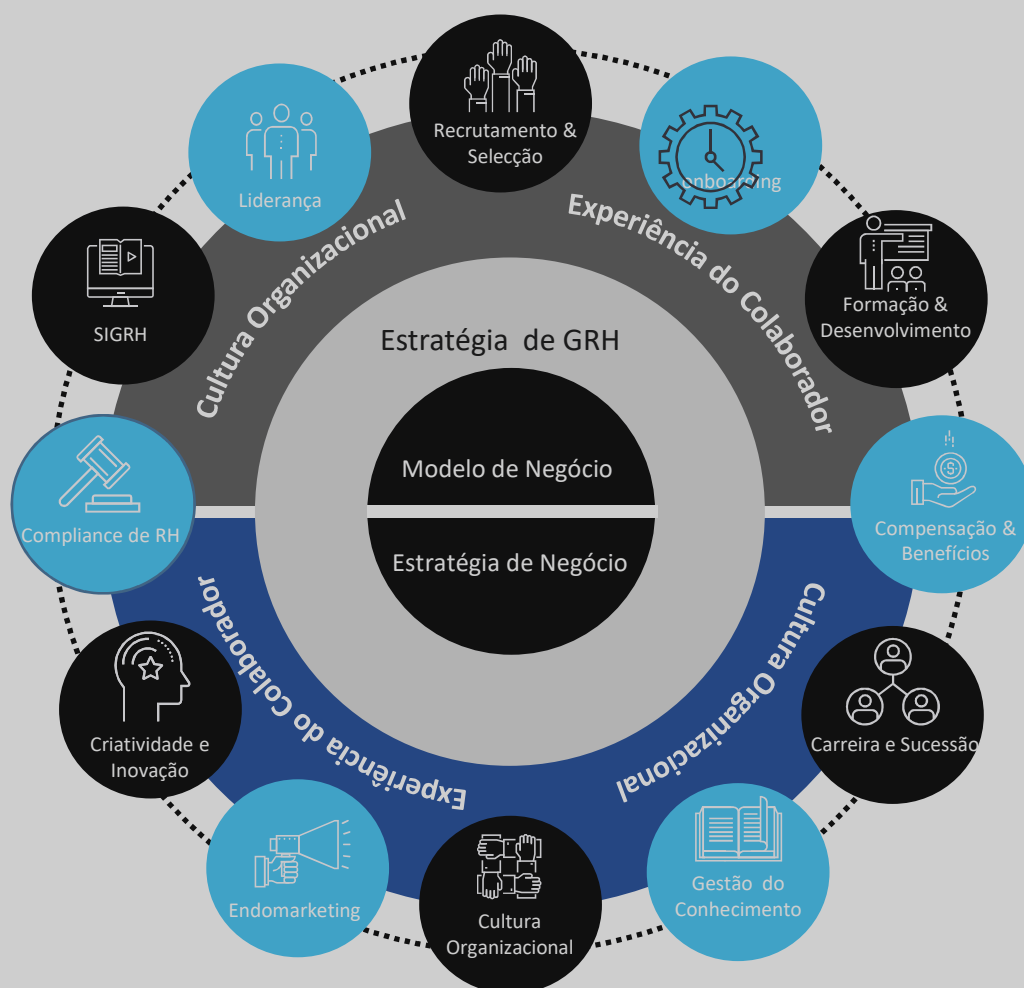 Recrutamento &
Selecção
onboarding
Formação &
Desenvolvimento
Compensação &
Benefícios
Carreira e Sucessão
Gestão do
Conhecimento
Cultura
Organizacional
Endomarketing
Criatividade e
Inovação
Compliance de RH
SIGRH
Liderança
Cultura Organizacional
Experiência do Colaborador
Cultura Organizacional
Experiência do Colaborador
Estratégia de GRH
Modelo de Negócio
Estratégia de Negócio